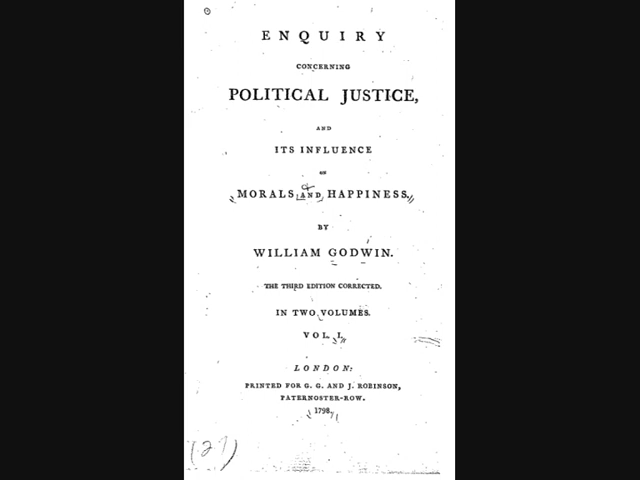 ENQUIRY
CONCERNING
POLITICAL JUSTICE,
AND
ITS INFLUENCE
ON
MORALS AND HAPPINESS.
BY
WILLIAM GODWIN.
THE THIRD EDITION CORRECTED.
IN TWO VOLUMES.
VOL. I.
LONDON:
PRINTED FOR G. G. AND J. ROBINSON,
PATERNOSTER-ROW.
1798.
(27)